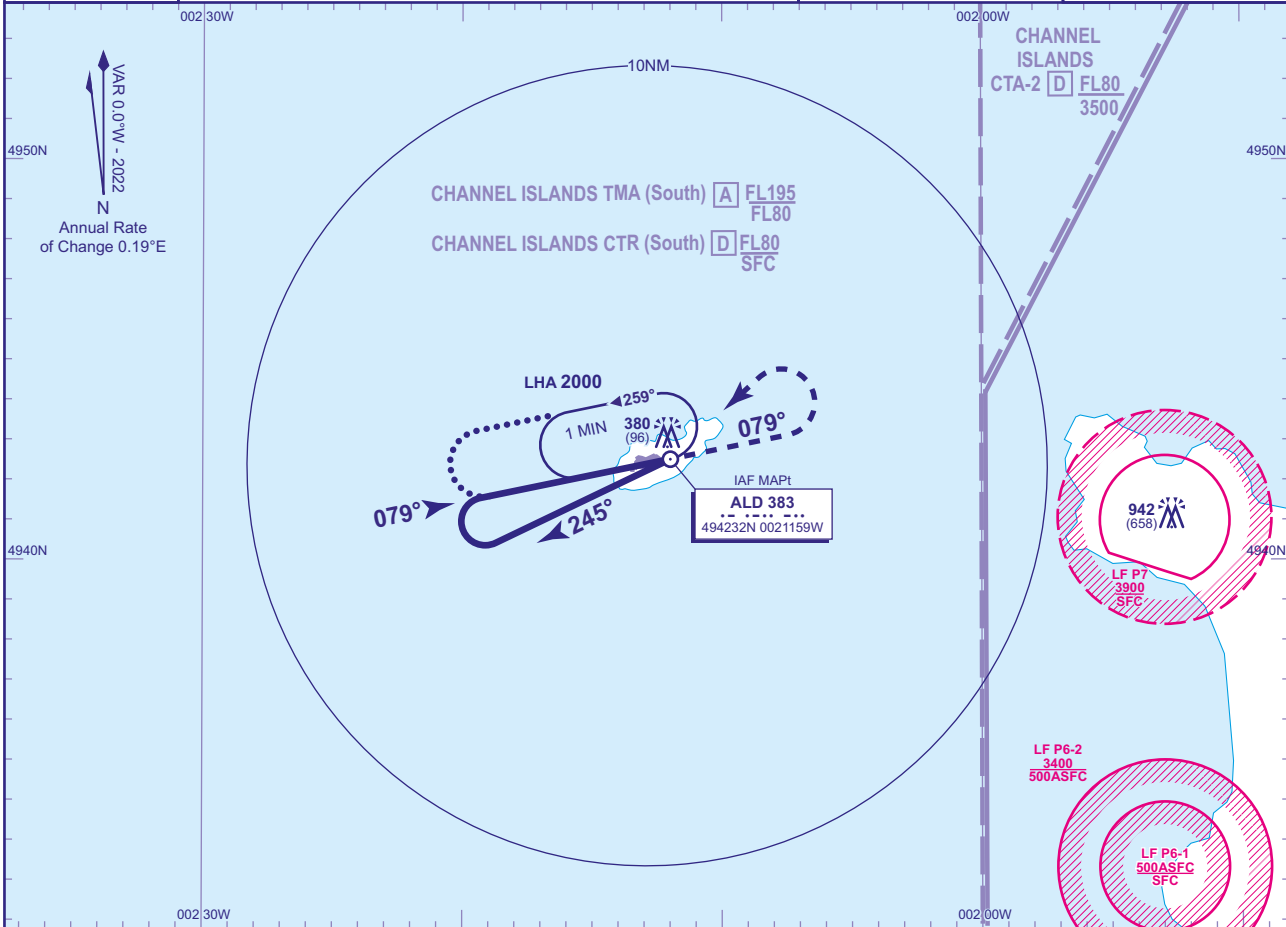 002 30W
002 00W
10NM
CHANNEL
ISLANDS
CTA-2 D FL80
3500
VAR 0.0°W - 2022
N
Annual Rate
of Change 0.19°E
4950N
4950N
CHANNEL ISLANDS TMA (South) A FL195
FL80
CHANNEL ISLANDS CTR (South) D FL80
SFC
LHA 2000
259°
1 MIN
380
(96)
079°
079°
245°
IAF MAPt
ALD 383
494232N 0021159W
942
(658)
4940N
4940N
LF P7
3900
SFC
LF P6-2
3400
500ASFC
LF P6-1
500ASFC
SFC
002 30W
002 00W